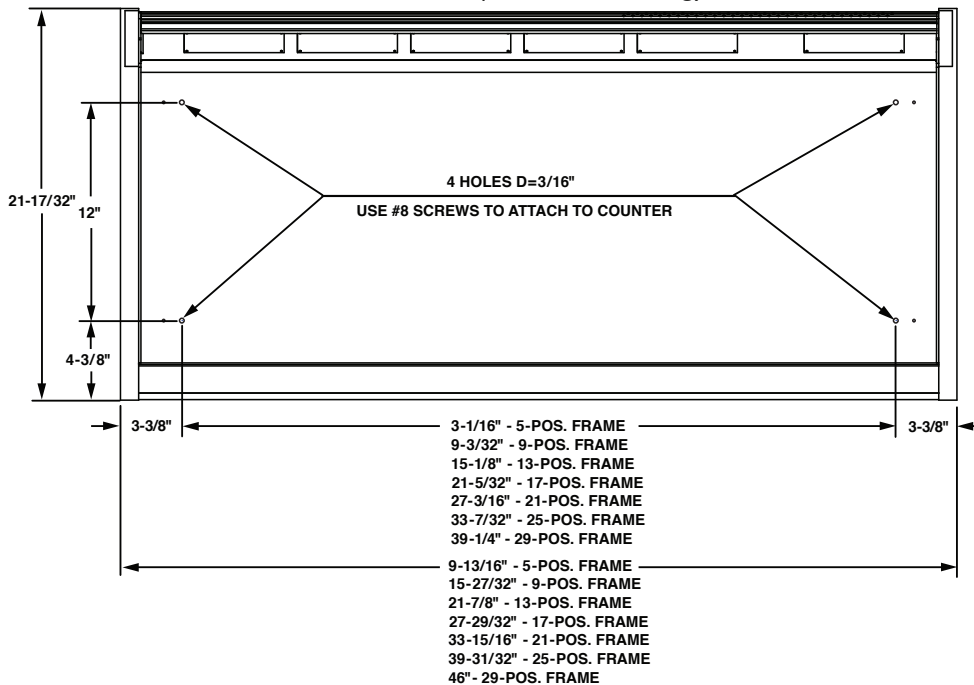 21-17/32"
12"
4 HOLES D=3/16"
USE #8 SCREWS TO ATTACH TO COUNTER
4-3/8"
3-3/8"
3-3/8"
3-1/16" - 5-POS. FRAME
9-3/32" - 9-POS. FRAME
15-1/8" - 13-POS. FRAME
21-5/32" - 17-POS. FRAME
27-3/16" - 21-POS. FRAME
33-7/32" - 25-POS. FRAME
39-1/4" - 29-POS. FRAME
9-13/16" - 5-POS. FRAME
15-27/32" - 9-POS. FRAME
21-7/8" - 13-POS. FRAME
27-29/32" - 17-POS. FRAME
33-15/16" - 21-POS. FRAME
39-31/32" - 25-POS. FRAME
46"- 29-POS. FRAME